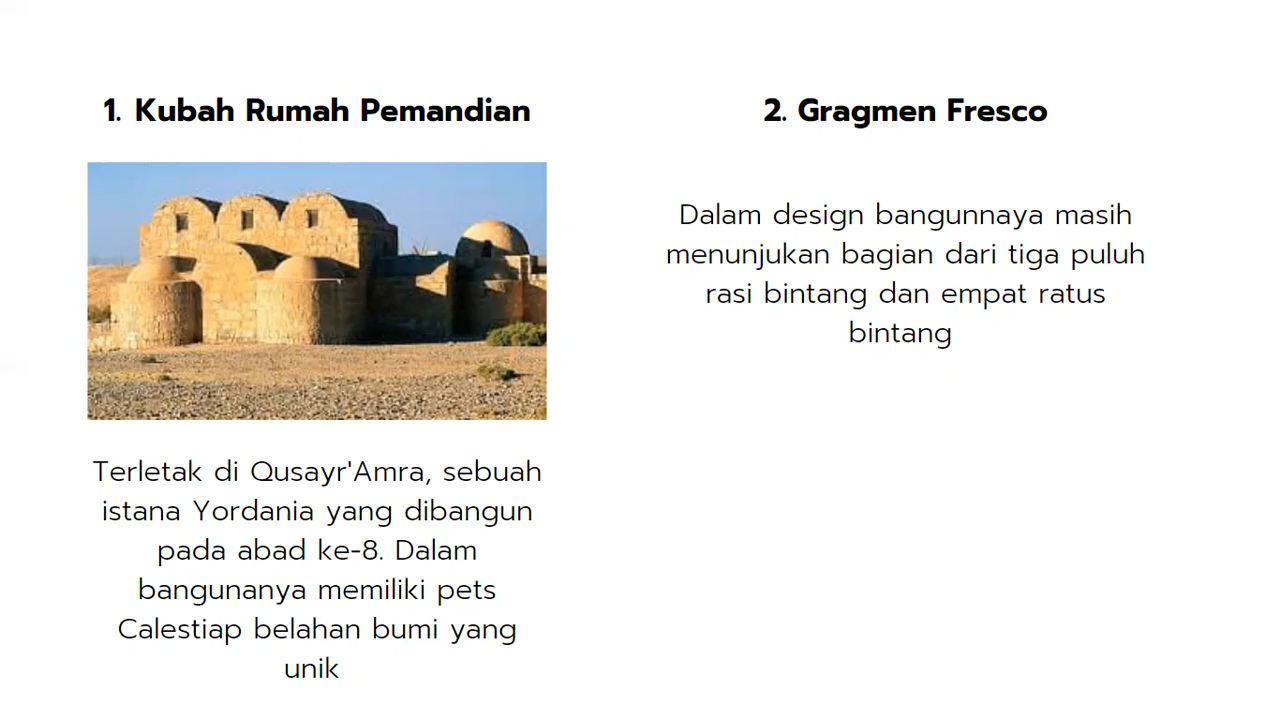 1. Kubah Rumah Pemandian
Terletak di Qusayr'Amra, sebuah
istana Yordania yang dibangun
pada abad ke-8. Dalam
bangunanya memiliki pets
Calestiap belahan bumi yang
unik
2. Gragmen Fresco
Dalam design bangunnaya masih
menunjukan bagian dari tiga puluh
rasi bintang dan empat ratus
bintang